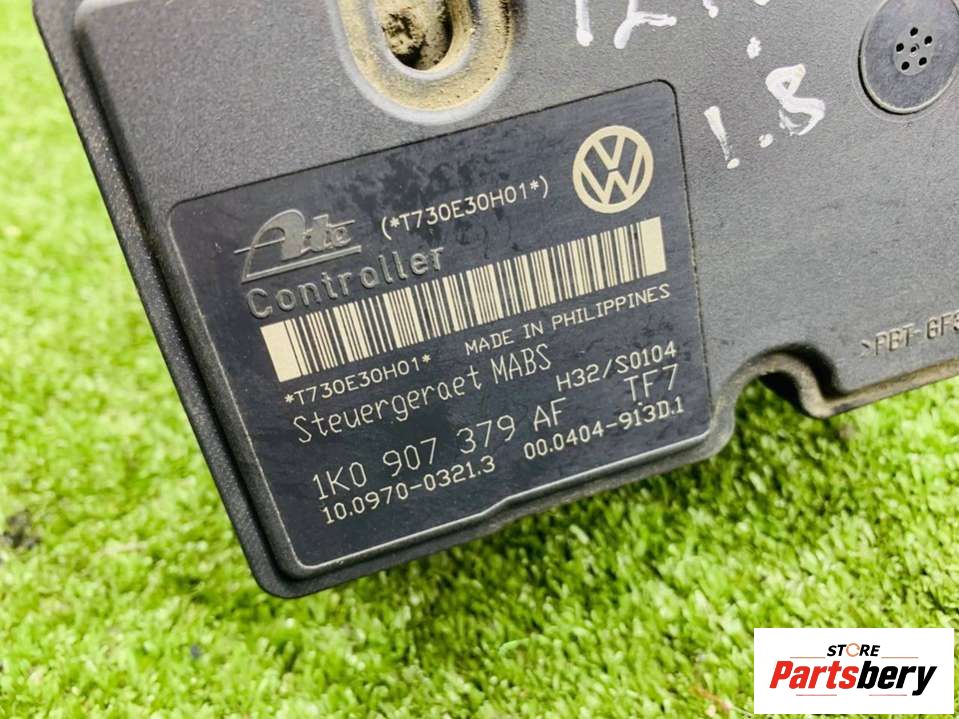 1.8
Ate (*T730E30H01*)
Controller
*T730E30H01* MADE IN PHILIPPINES
Steuergeraet MABS H32/S0104
1K0 907 379 AF TF7
10.0970-0321.3 00.0404-913D.1
STORE
Partsbery